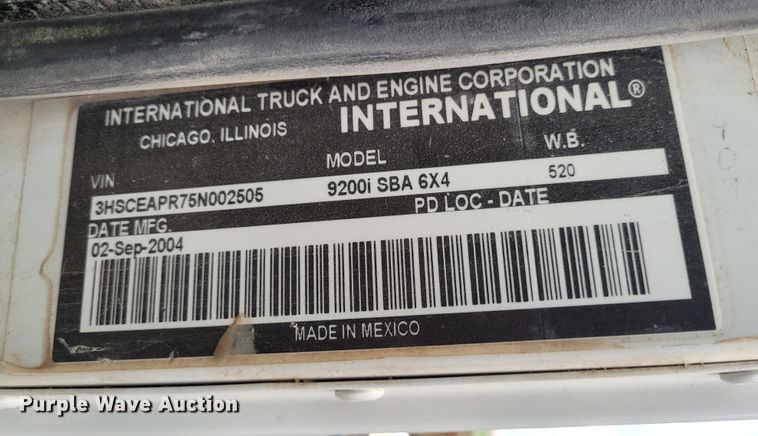 INTERNATIONAL TRUCK AND ENGINE CORPORATION
CHICAGO, ILLINOIS INTERNATIONAL®
VIN MODEL W.B.
3HSCEAPR75N002505 9200i SBA 6X4 520
DATE MFG. PD LOC - DATE
02-Sep-2004
MADE IN MEXICO
Purple Wave Auction